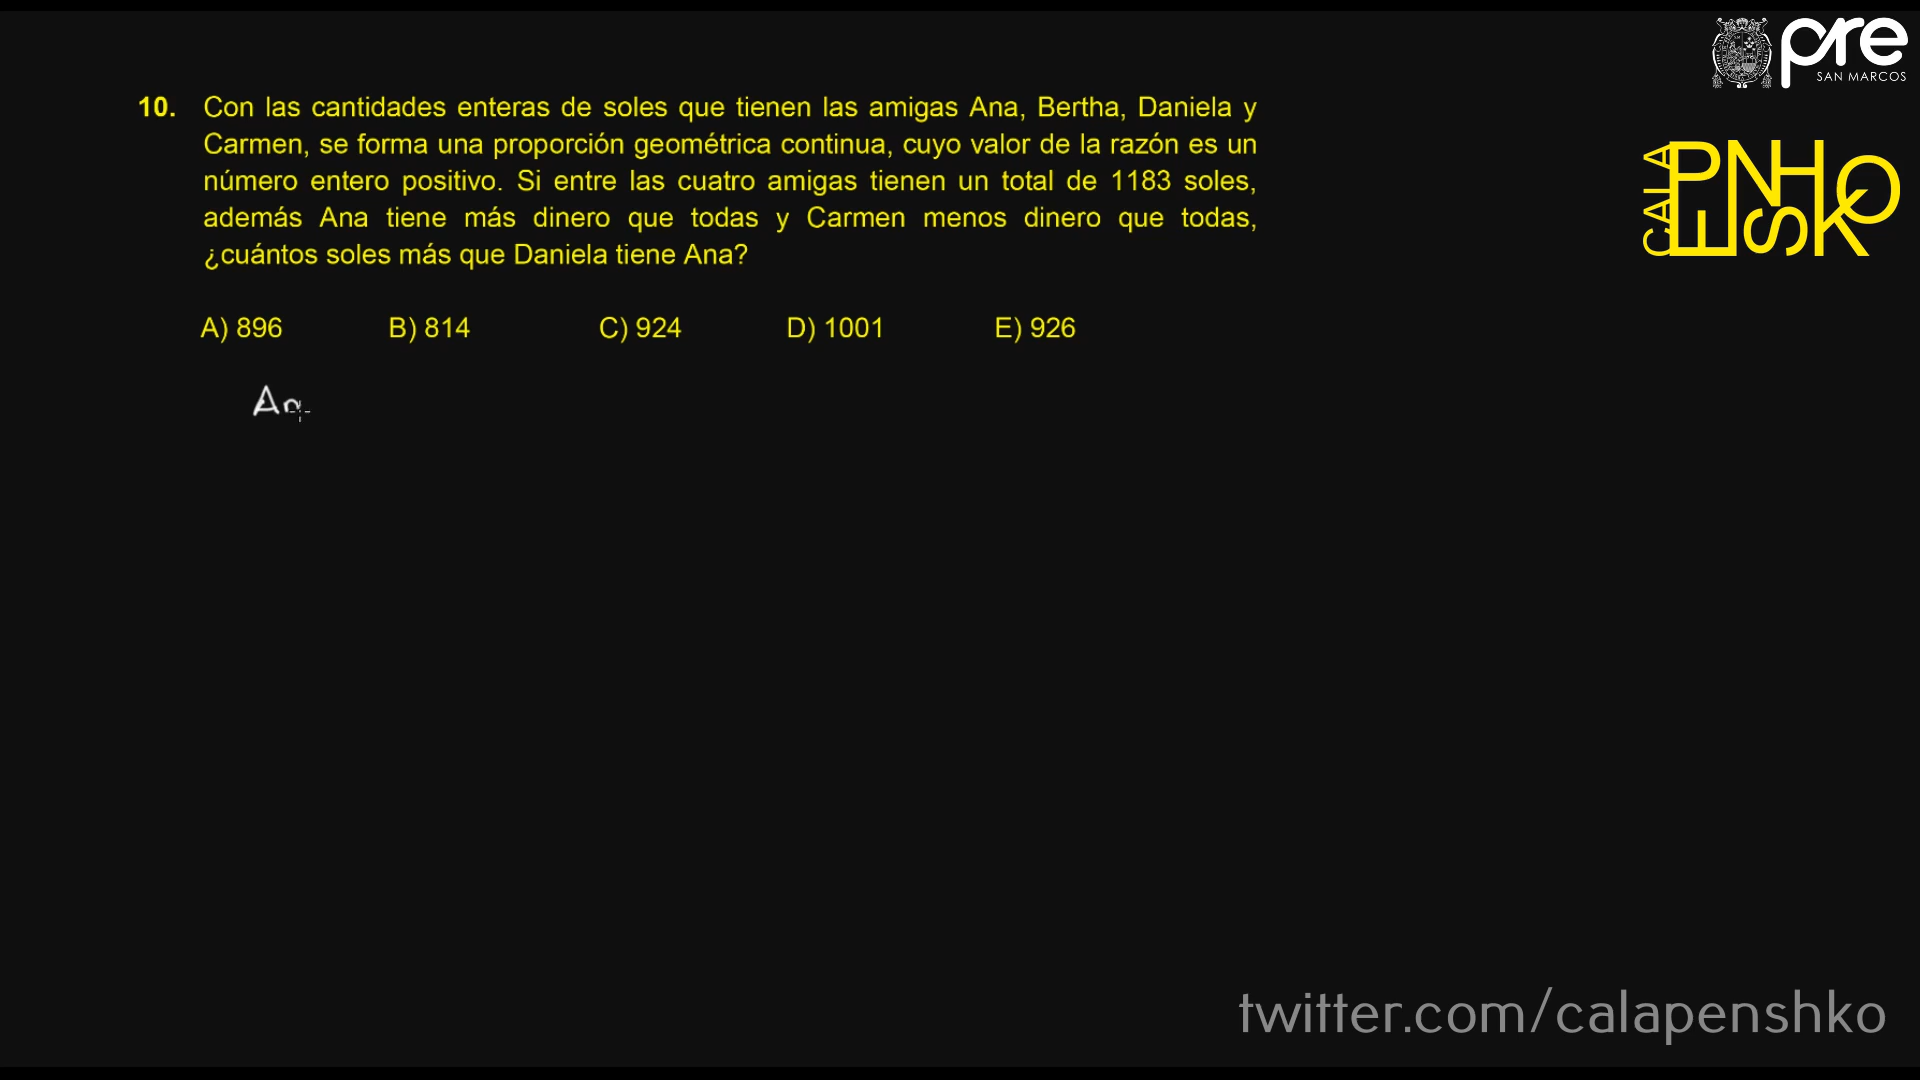 pre
SAN MARCOS
10. Con las cantidades enteras de soles que tienen las amigas Ana, Bertha, Daniela y
Carmen, se forma una proporción geométrica continua, cuyo valor de la razón es un
número entero positivo. Si entre las cuatro amigas tienen un total de 1183 soles,
además Ana tiene más dinero que todas y Carmen menos dinero que todas,
¿cuántos soles más que Daniela tiene Ana?
CALA
PENSHKO
A) 896 B) 814 C) 924 D) 1001 E) 926
twitter.com/calapenshko